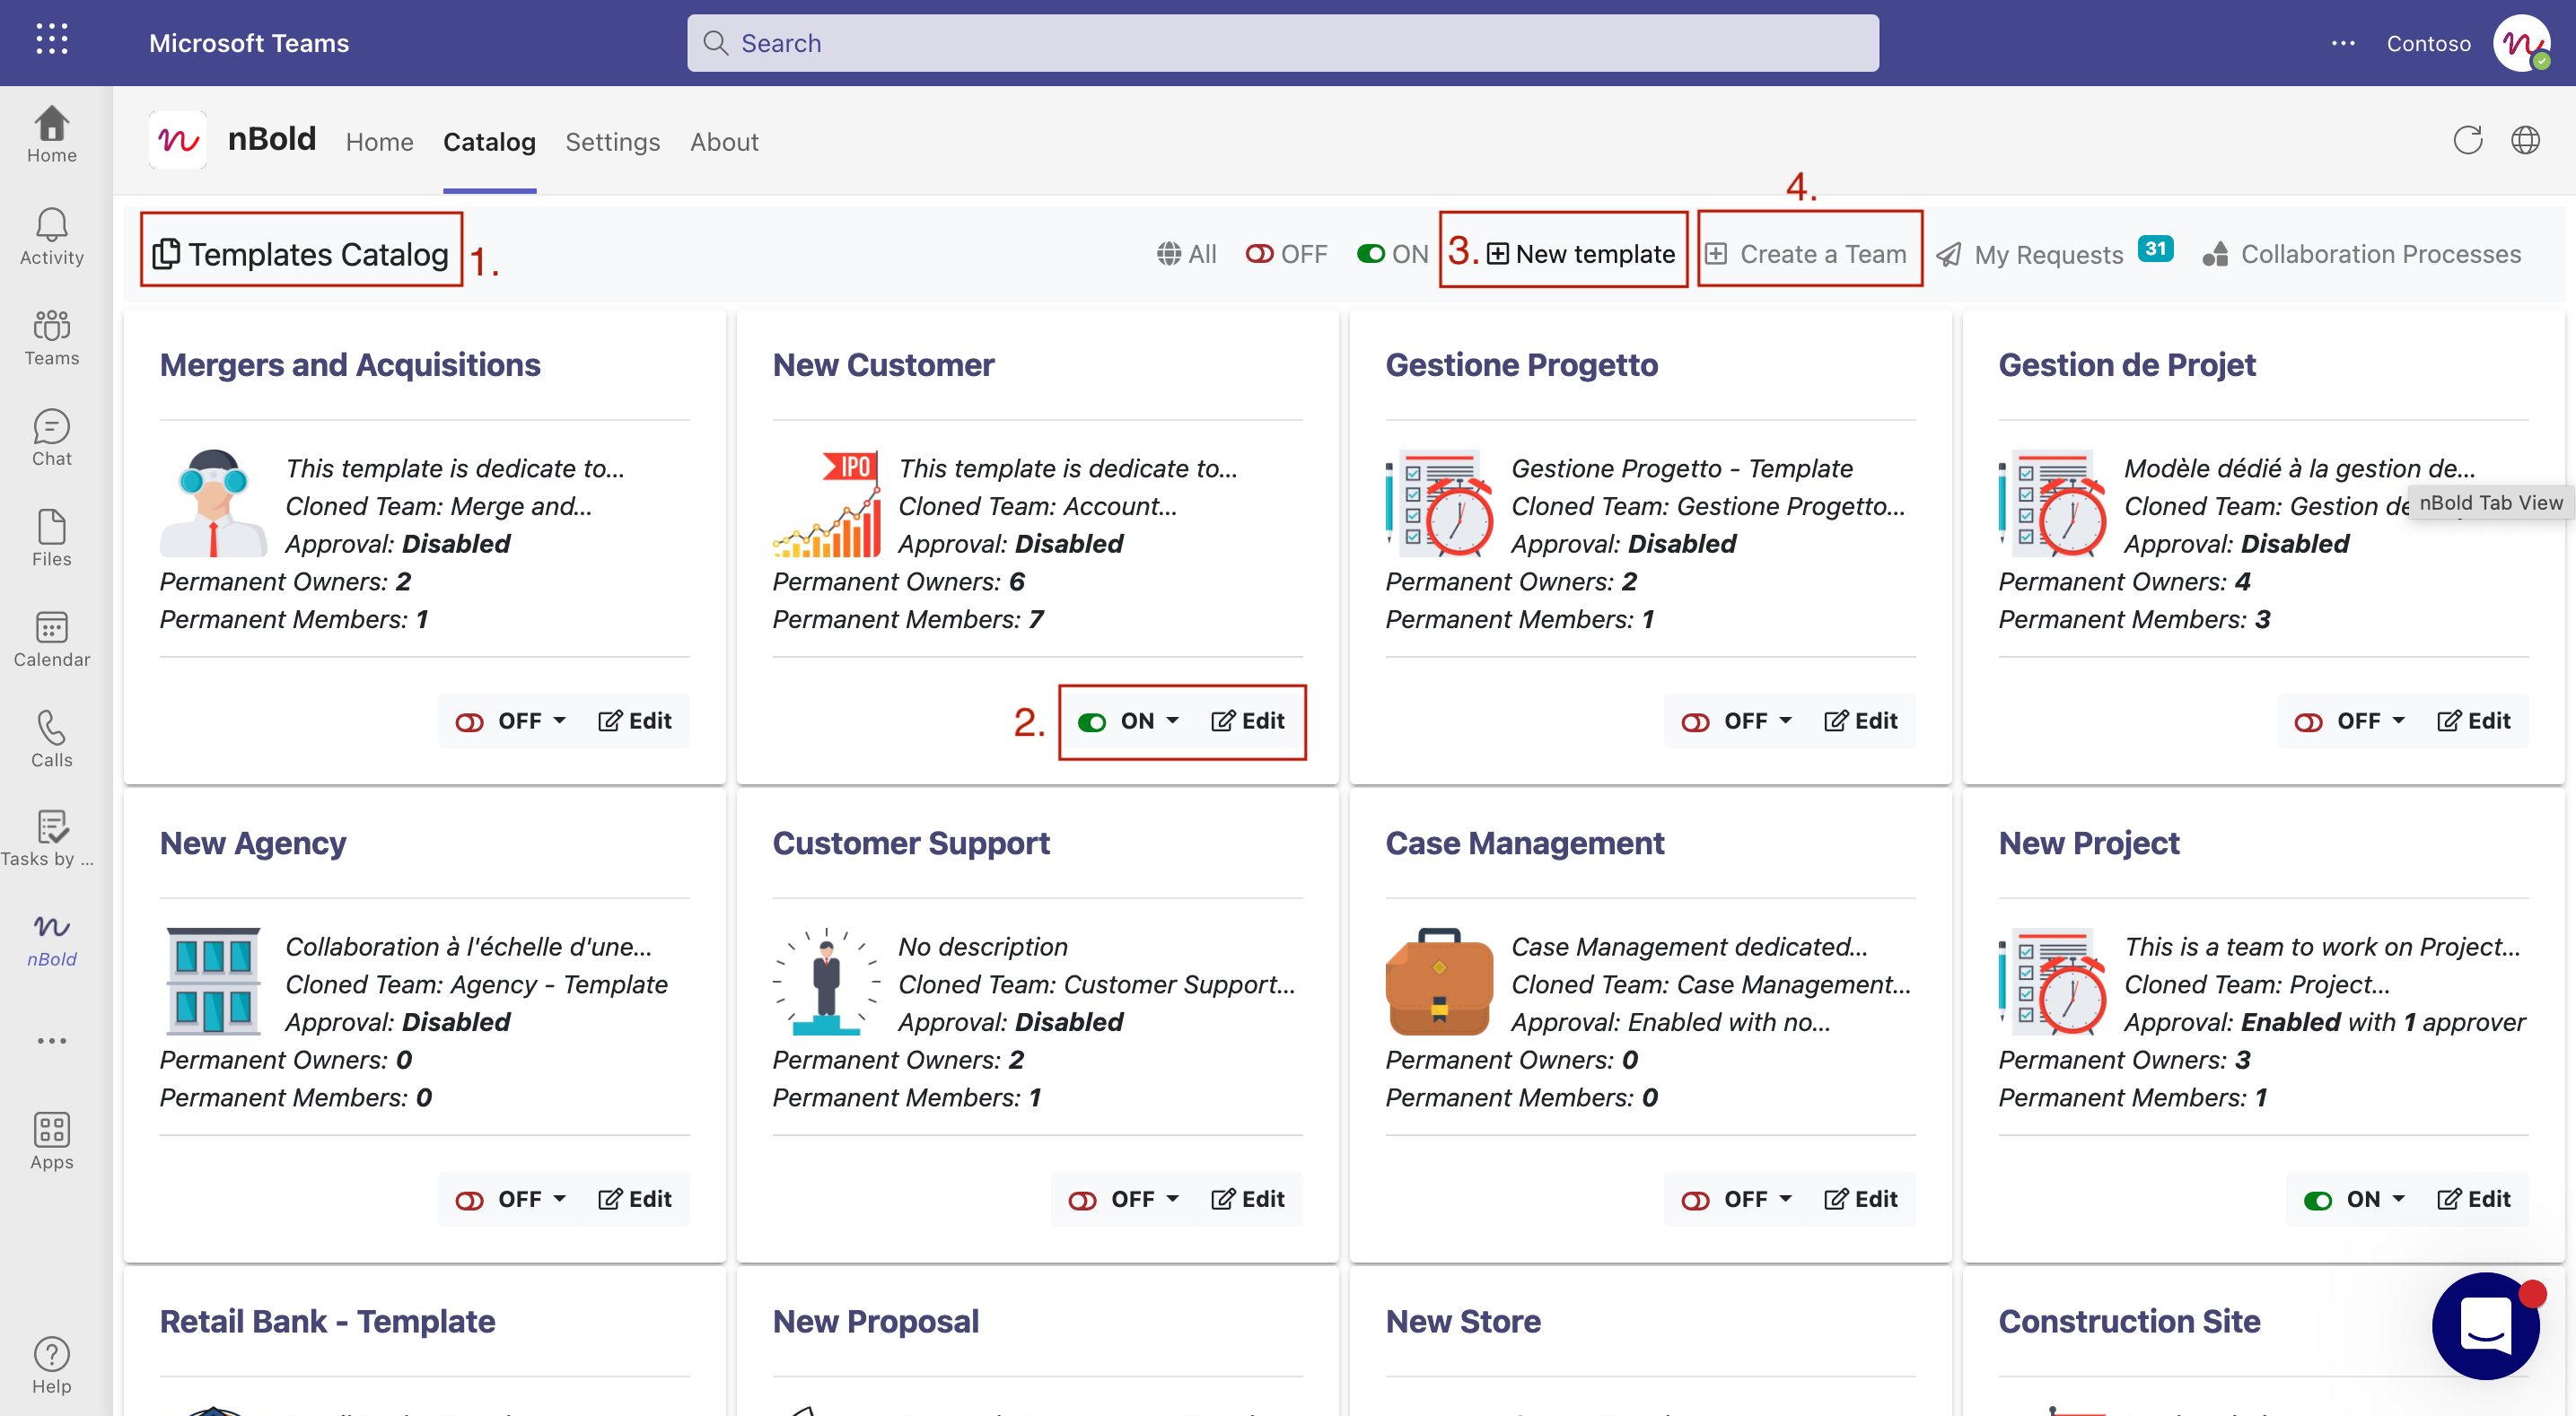 Microsoft Teams
Search
Contoso
nBold
Home
Catalog
Settings
About
Home
Activity
Teams
Chat
Files
Calendar
Calls
Tasks by ...
nBold
Apps
Help
Templates Catalog
1.
All
OFF
ON
3.
New template
4.
Create a Team
My Requests
31
Collaboration Processes
Mergers and Acquisitions
This template is dedicate to...
Cloned Team: Merge and...
Approval: Disabled
Permanent Owners: 2
Permanent Members: 1
OFF
Edit
New Customer
IPO
This template is dedicate to...
Cloned Team: Account...
Approval: Disabled
Permanent Owners: 6
Permanent Members: 7
2.
ON
Edit
Gestione Progetto
Gestione Progetto - Template
Cloned Team: Gestione Progetto...
Approval: Disabled
Permanent Owners: 2
Permanent Members: 1
OFF
Edit
Gestion de Projet
Modèle dédié à la gestion de...
Cloned Team: Gestion de
nBold Tab View
Approval: Disabled
Permanent Owners: 4
Permanent Members: 3
OFF
Edit
New Agency
Collaboration à l'échelle d'une...
Cloned Team: Agency - Template
Approval: Disabled
Permanent Owners: 0
Permanent Members: 0
OFF
Edit
Customer Support
No description
Cloned Team: Customer Support...
Approval: Disabled
Permanent Owners: 2
Permanent Members: 1
OFF
Edit
Case Management
Case Management dedicated...
Cloned Team: Case Management...
Approval: Enabled with no...
Permanent Owners: 0
Permanent Members: 0
OFF
Edit
New Project
This is a team to work on Project...
Cloned Team: Project...
Approval: Enabled with 1 approver
Permanent Owners: 3
Permanent Members: 1
ON
Edit
Retail Bank - Template
New Proposal
New Store
Construction Site